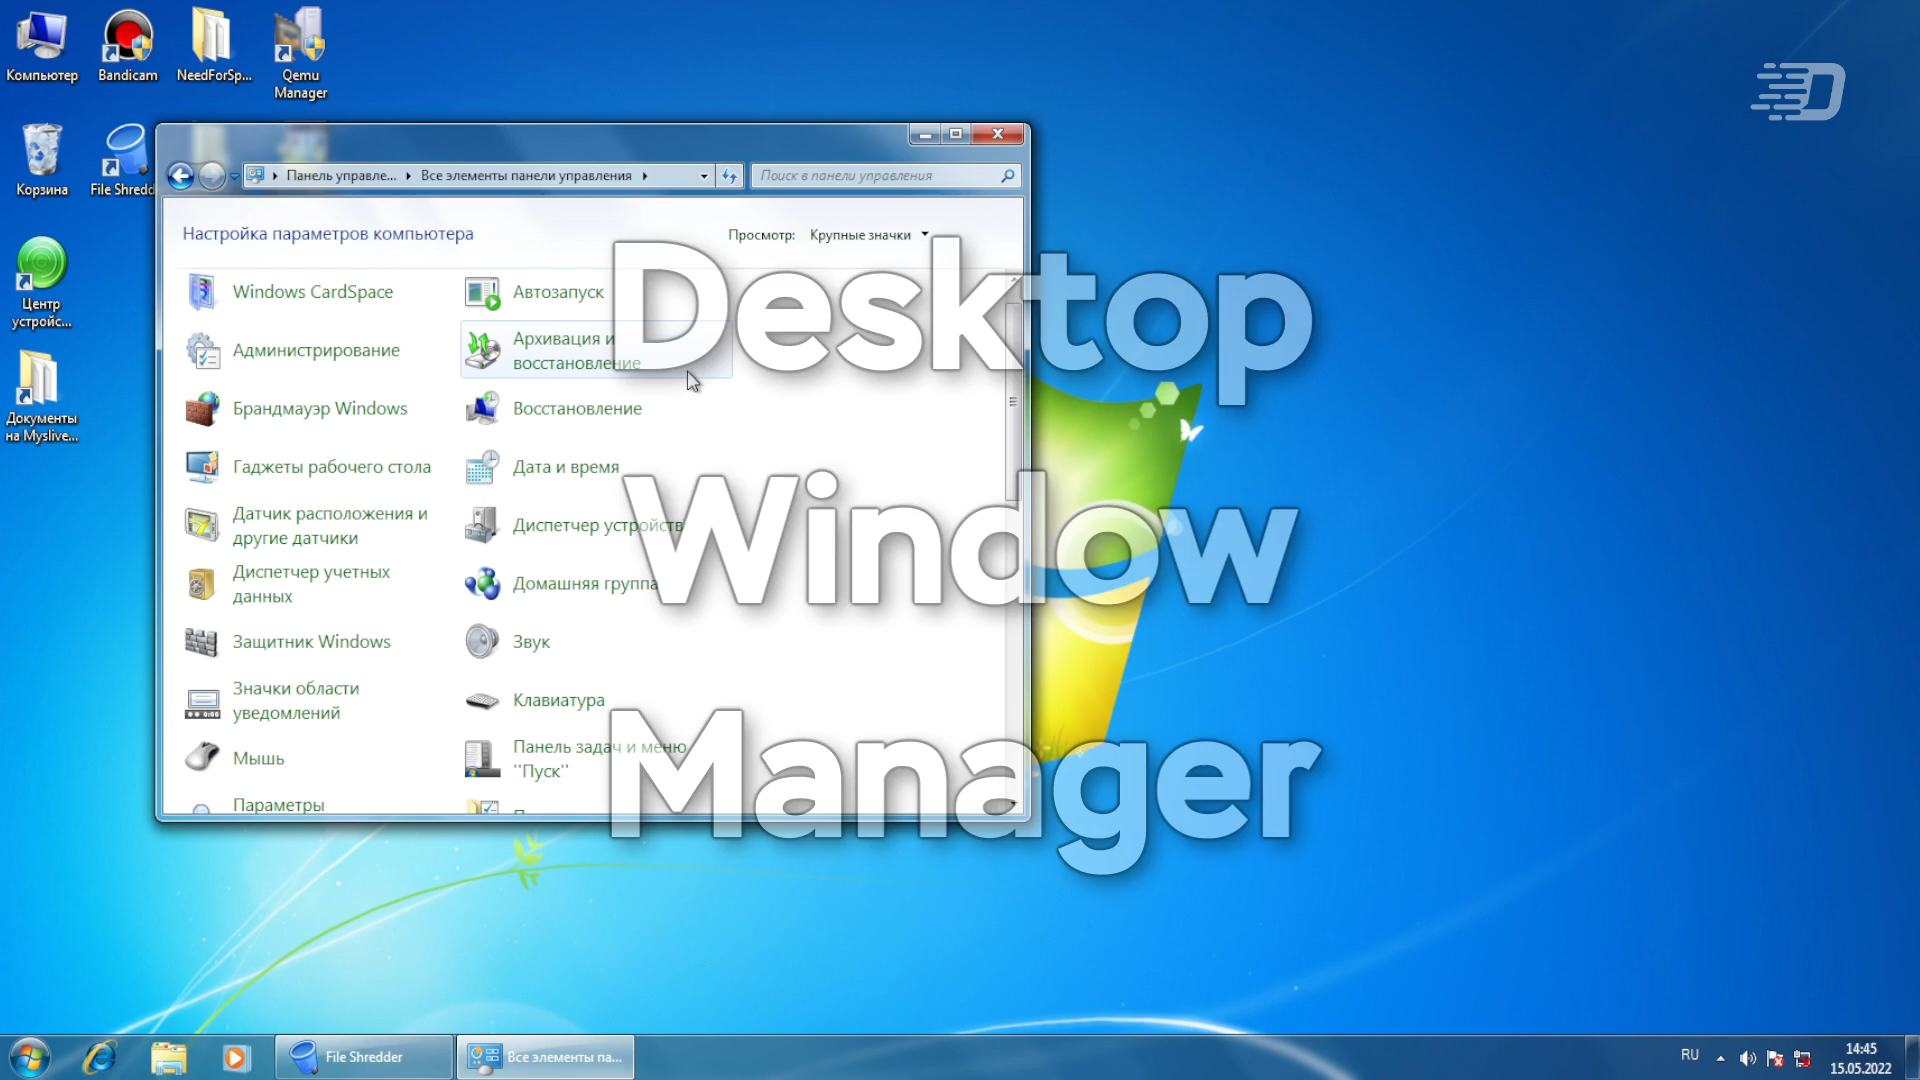 Компьютер
Bandicam
NeedForSp...
Qemu
Manager
Корзина
File Shredd
Центр
устройс...
Документы
на Myslive...
Панель управле...
Все элементы панели управления
Поиск в панели управления
Настройка параметров компьютера
Просмотр:
Крупные значки
Windows CardSpace
Автозапуск
Администрирование
Архивация и
восстановление
Брандмауэр Windows
Восстановление
Гаджеты рабочего стола
Дата и время
Датчик расположения и
другие датчики
Диспетчер устройств
Диспетчер учетных
данных
Домашняя группа
Защитник Windows
Звук
Значки области
уведомлений
Клавиатура
Мышь
Панель задач и меню
''Пуск''
Параметры
Desktop
Window
Manager
File Shredder
Все элементы па...
RU
14:45
15.05.2022